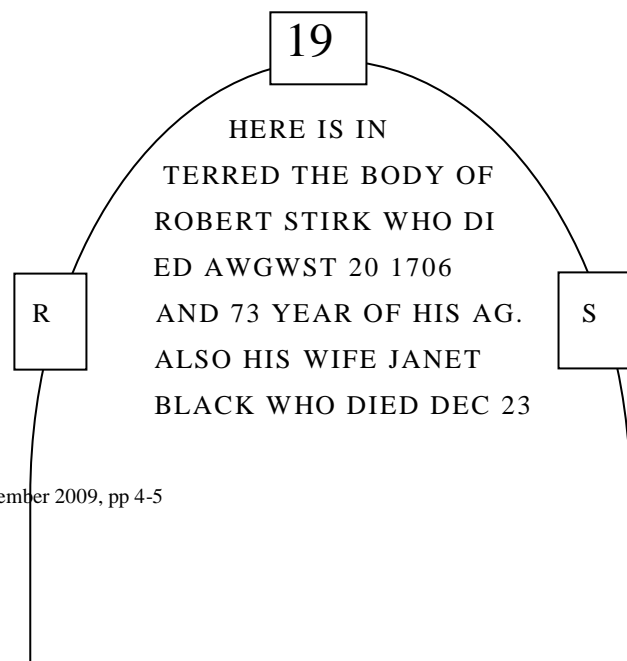 19
HERE IS IN
TERRED THE BODY OF
ROBERT STIRK WHO DI
ED AWGWST 20 1706
R AND 73 YEAR OF HIS AG. S
ALSO HIS WIFE JANET
BLACK WHO DIED DEC 23
ember 2009, pp 4-5